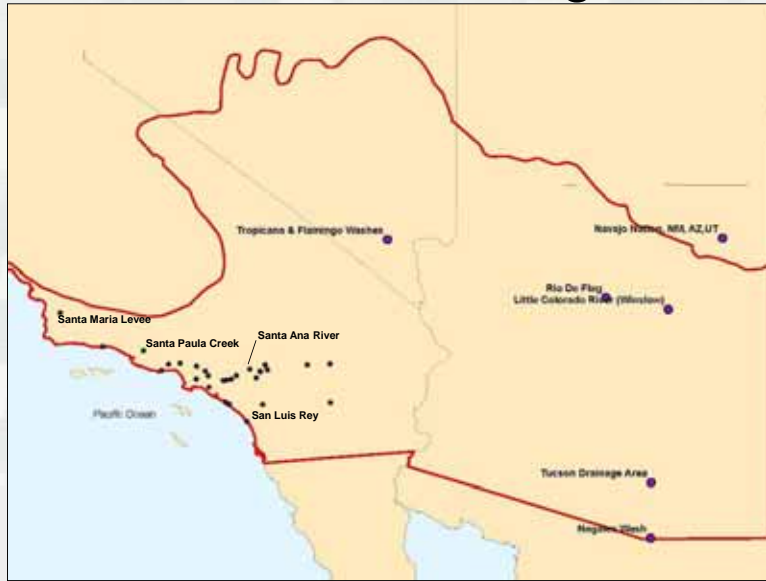 Tropicana & Flamingo Washes
Navajo Nation, NM, AZ, UT
Rio De Flag
Little Colorado River (Winslow)
Santa Maria Levee
Santa Paula Creek
Santa Ana River
San Luis Rey
Pacific Ocean
Tucson Drainage Area
Nogales Wash